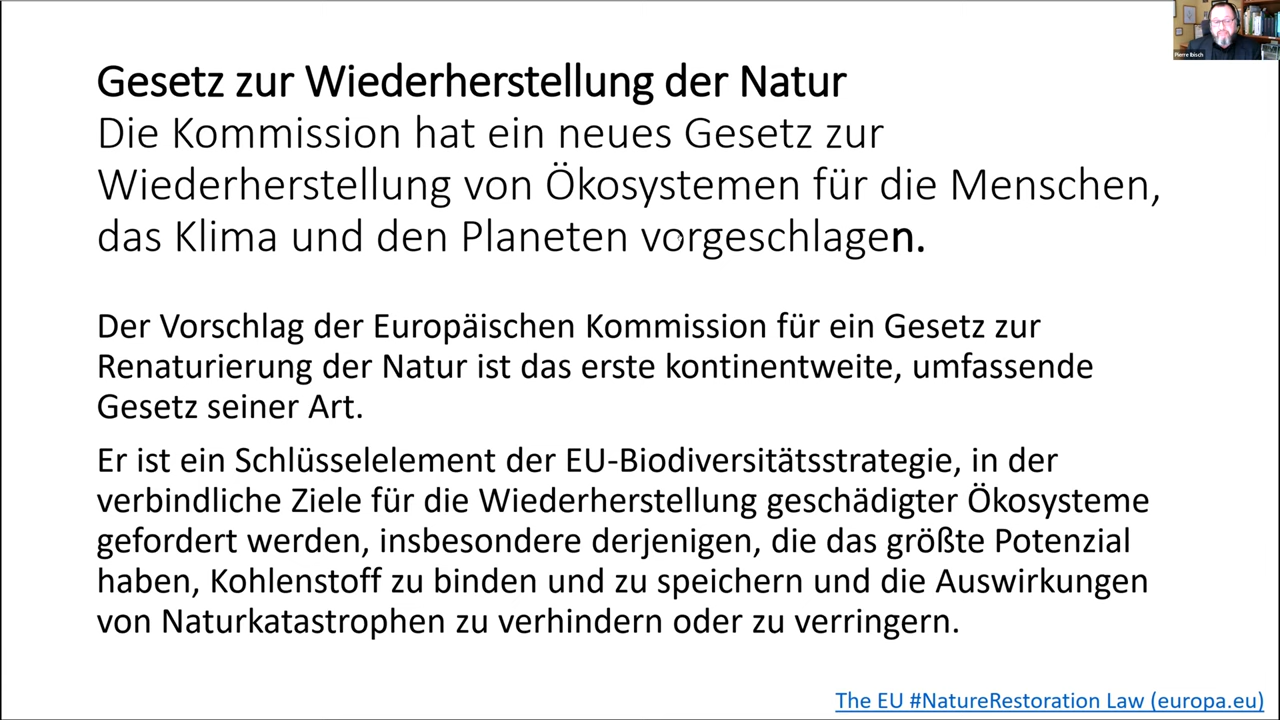 Pierre Ibisch
Gesetz zur Wiederherstellung der Natur
Die Kommission hat ein neues Gesetz zur
Wiederherstellung von Ökosystemen für die Menschen,
das Klima und den Planeten vorgeschlagen.
Der Vorschlag der Europäischen Kommission für ein Gesetz zur
Renaturierung der Natur ist das erste kontinentweite, umfassende
Gesetz seiner Art.
Er ist ein Schlüsselelement der EU-Biodiversitätsstrategie, in der
verbindliche Ziele für die Wiederherstellung geschädigter Ökosysteme
gefordert werden, insbesondere derjenigen, die das größte Potenzial
haben, Kohlenstoff zu binden und zu speichern und die Auswirkungen
von Naturkatastrophen zu verhindern oder zu verringern.
The EU #NatureRestoration Law (europa.eu)